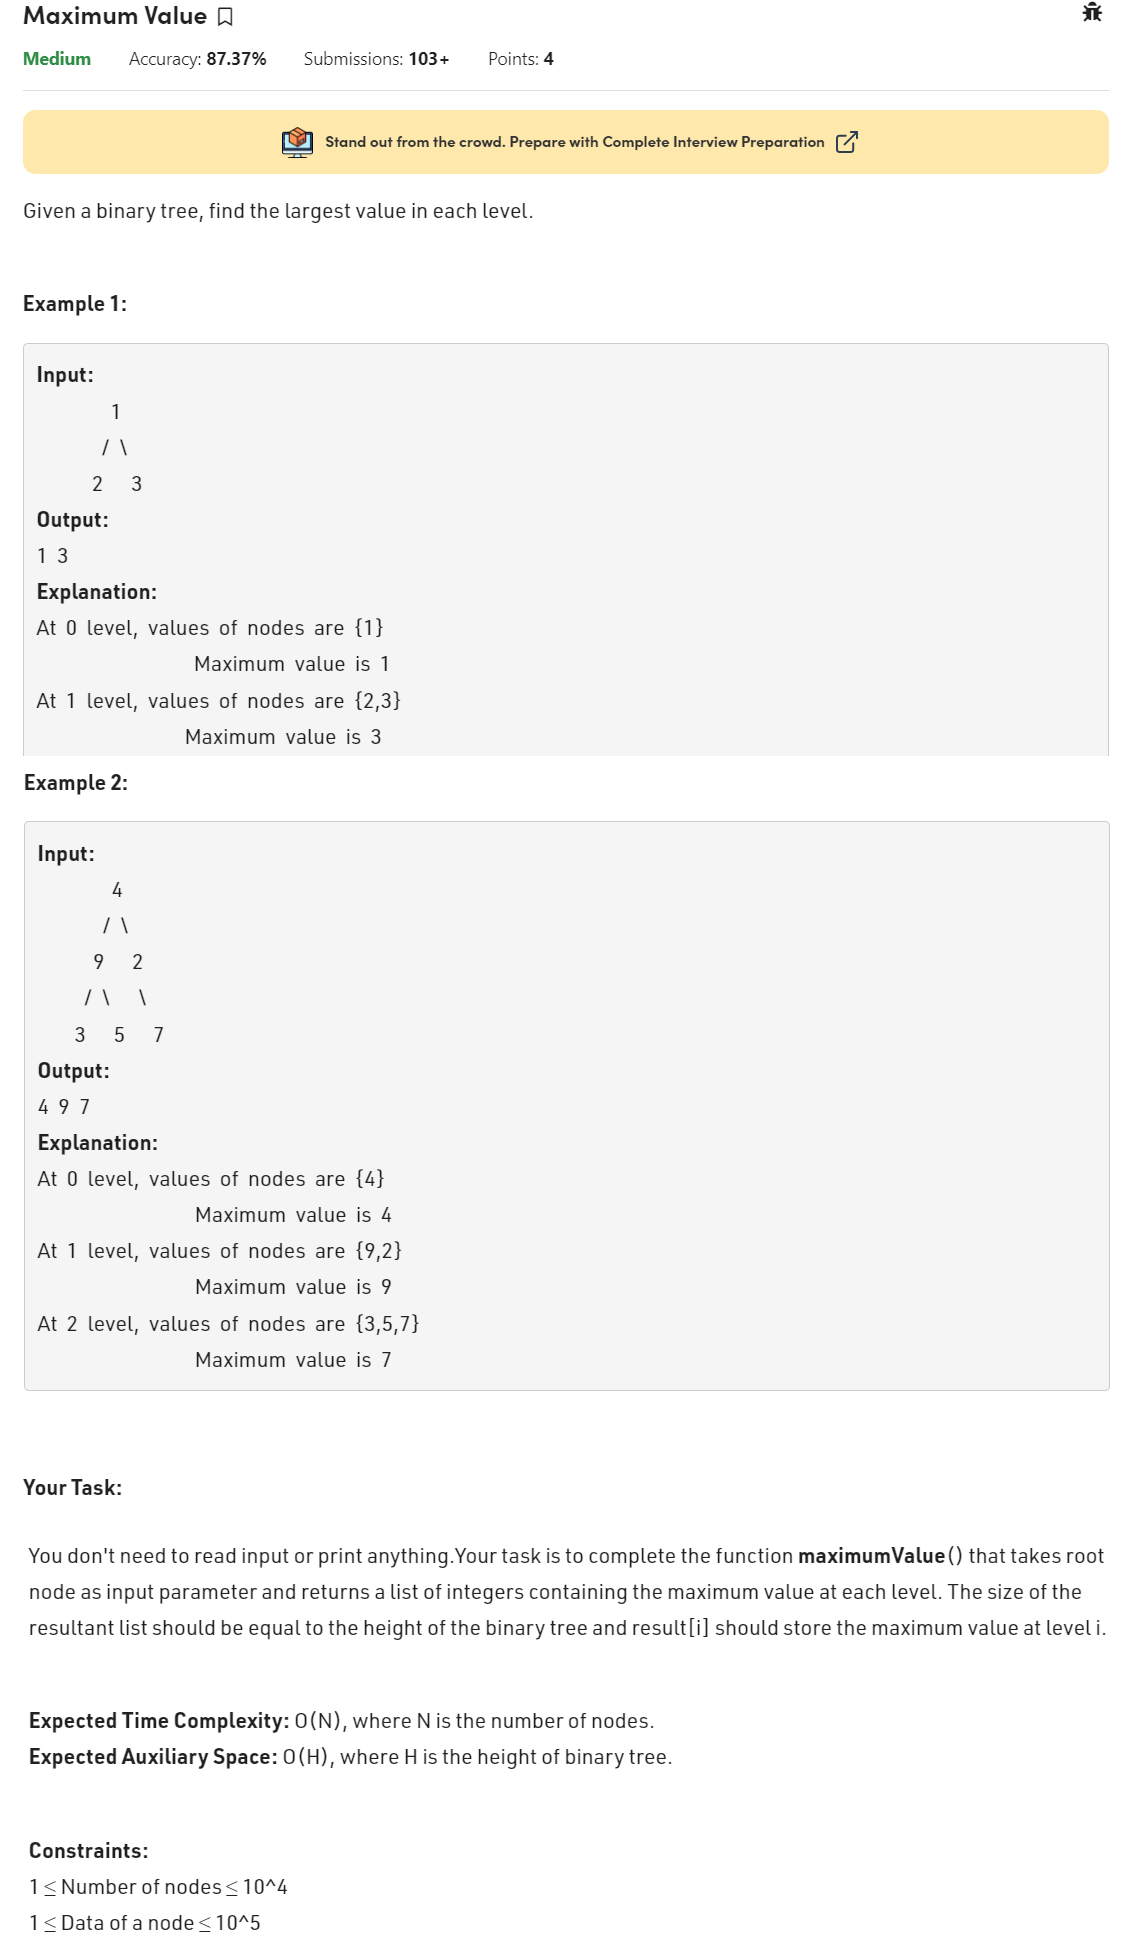 Maximum Value
Medium Accuracy: 87.37% Submissions: 103+ Points: 4
Stand out from the crowd. Prepare with Complete Interview Preparation
Given a binary tree, find the largest value in each level.
Example 1:
Input:
1
/ \
2 3
Output:
1 3
Explanation:
At 0 level, values of nodes are {1}
Maximum value is 1
At 1 level, values of nodes are {2,3}
Maximum value is 3
Example 2:
Input:
4
/ \
9 2
/ \ \
3 5 7
Output:
4 9 7
Explanation:
At 0 level, values of nodes are {4}
Maximum value is 4
At 1 level, values of nodes are {9,2}
Maximum value is 9
At 2 level, values of nodes are {3,5,7}
Maximum value is 7
Your Task:
You don't need to read input or print anything.Your task is to complete the function maximumValue() that takes root
node as input parameter and returns a list of integers containing the maximum value at each level. The size of the
resultant list should be equal to the height of the binary tree and result[i] should store the maximum value at level i.
Expected Time Complexity: O(N), where N is the number of nodes.
Expected Auxiliary Space: O(H), where H is the height of binary tree.
Constraints:
1 ≤ Number of nodes ≤ 10^4
1 ≤ Data of a node ≤ 10^5